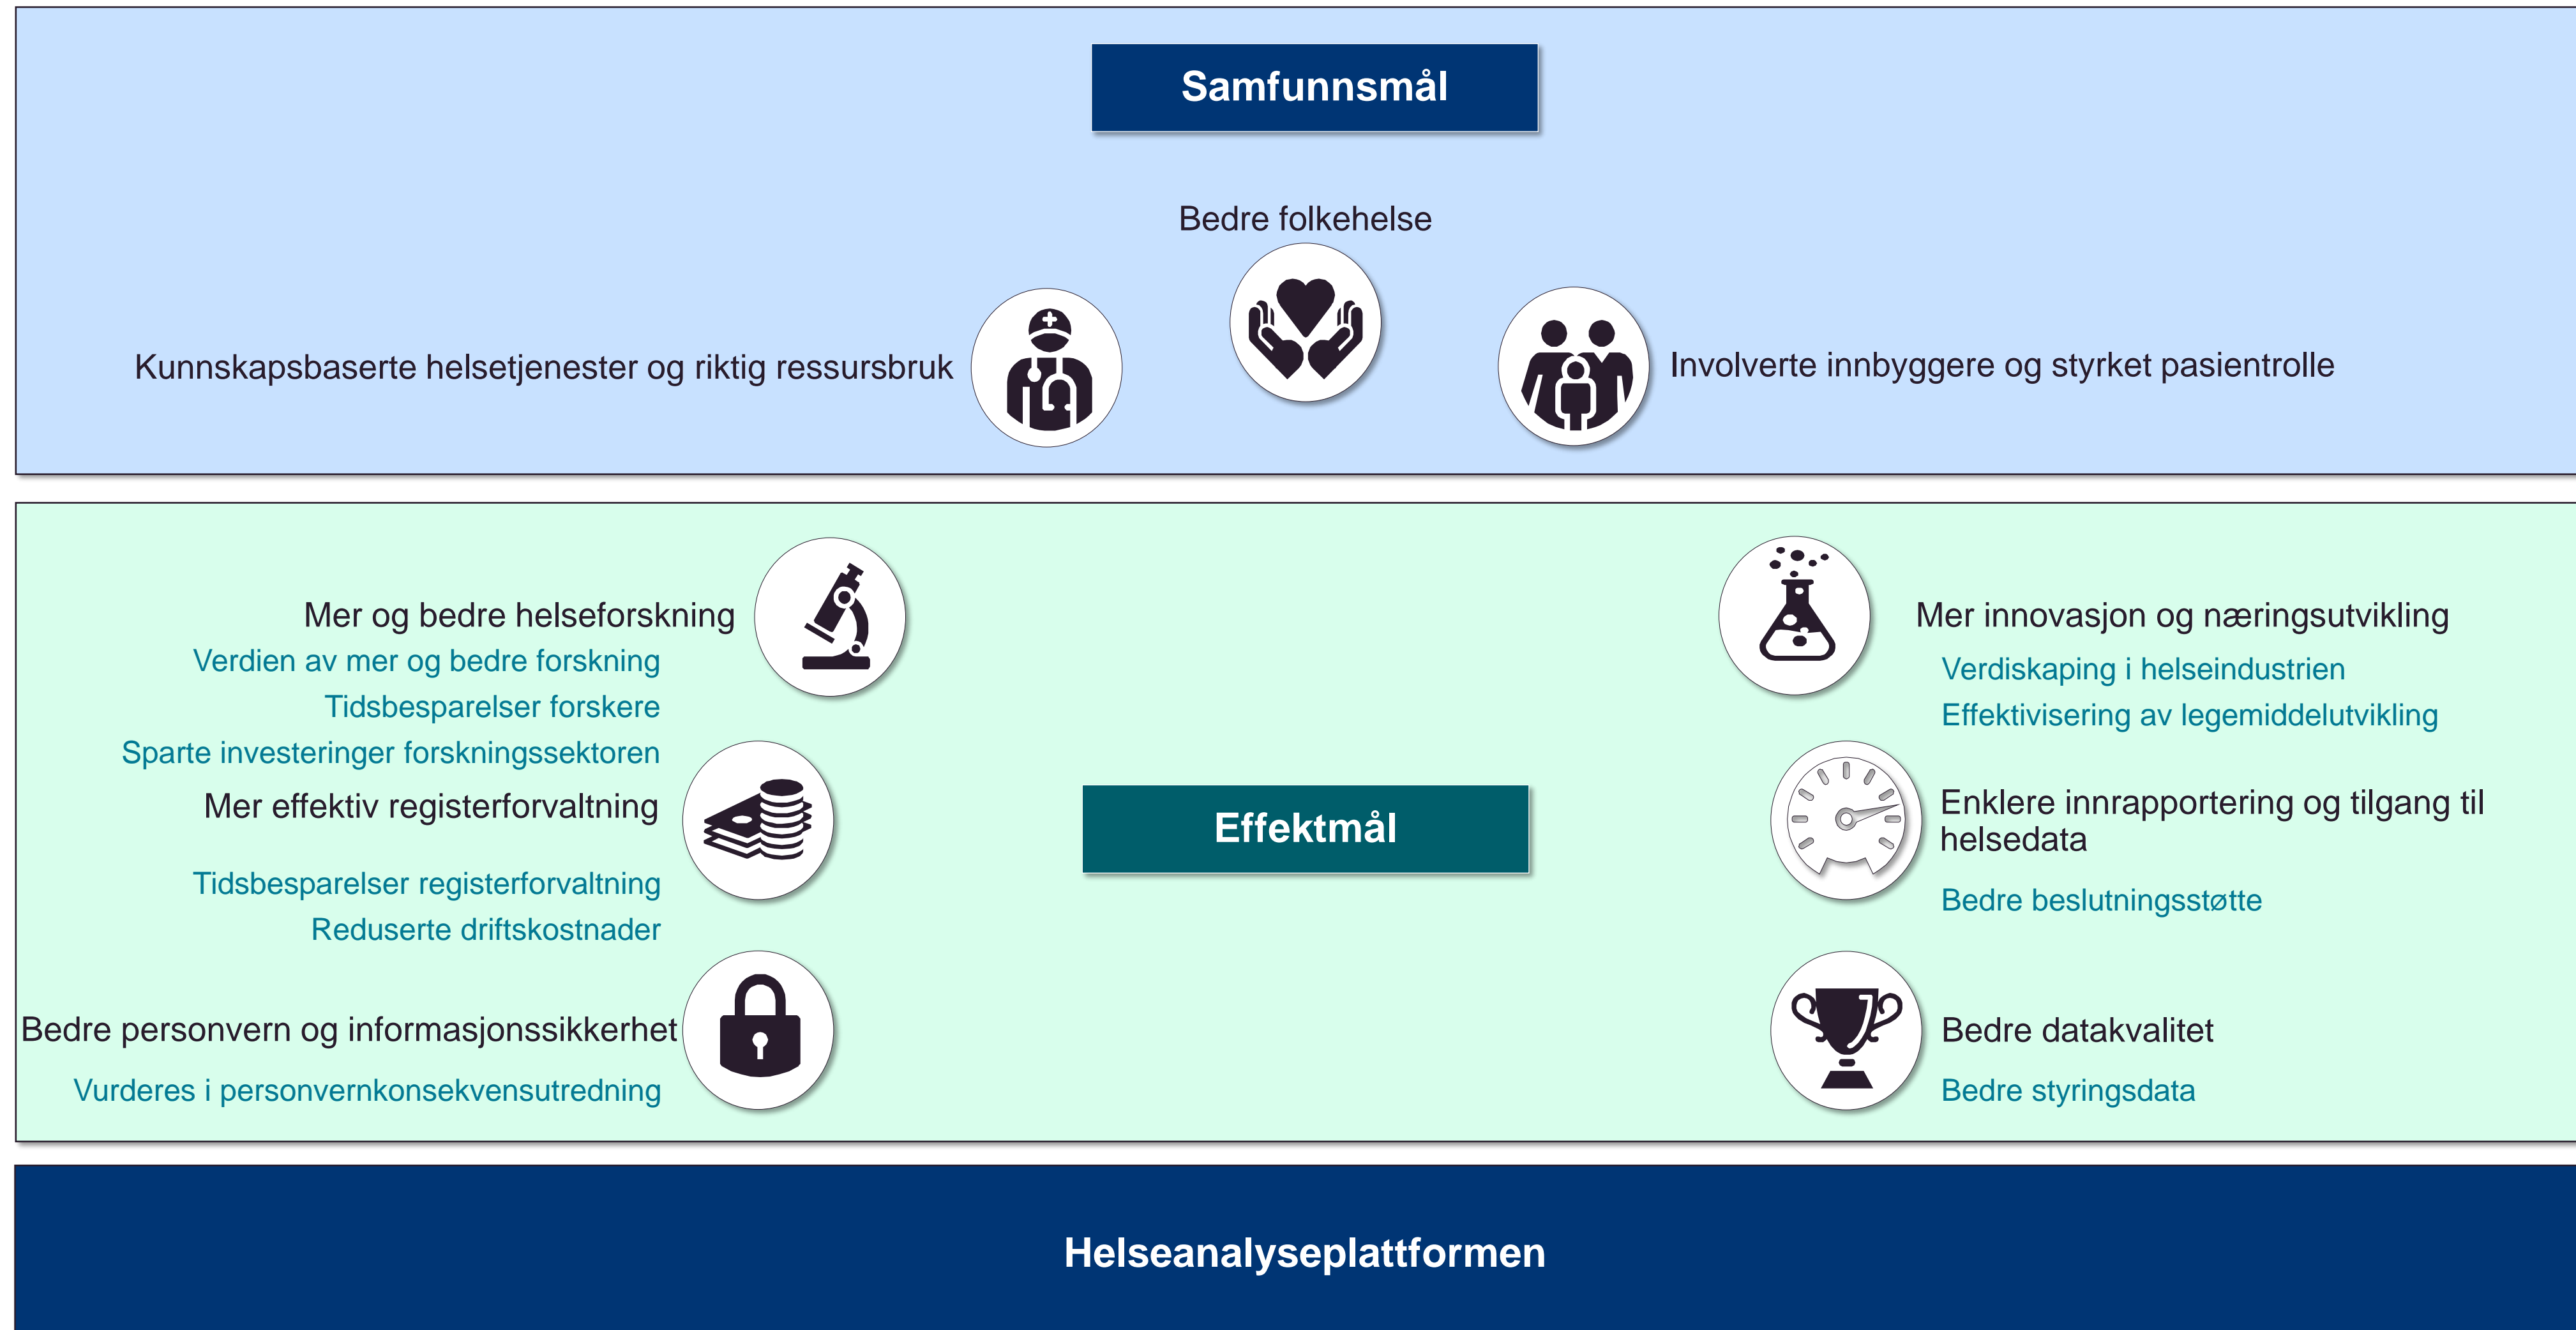 Samfunnsmål
Bedre folkehelse
Kunnskapsbaserte helsetjenester og riktig ressursbruk
Involverte innbyggere og styrket pasientrolle
Mer og bedre helseforskning
Verdien av mer og bedre forskning
Tidsbesparelser forskere
Sparte investeringer forskningssektoren
Mer effektiv registerforvaltning
Tidsbesparelser registerforvaltning
Reduserte driftskostnader
Bedre personvern og informasjonssikkerhet
Vurderes i personvernkonsekvensutredning
Effektmål
Mer innovasjon og næringsutvikling
Verdiskaping i helseindustrien
Effektivisering av legemiddelutvikling
Enklere innrapportering og tilgang til
helsedata
Bedre beslutningsstøtte
Bedre datakvalitet
Bedre styringsdata
Helseanalyseplattformen